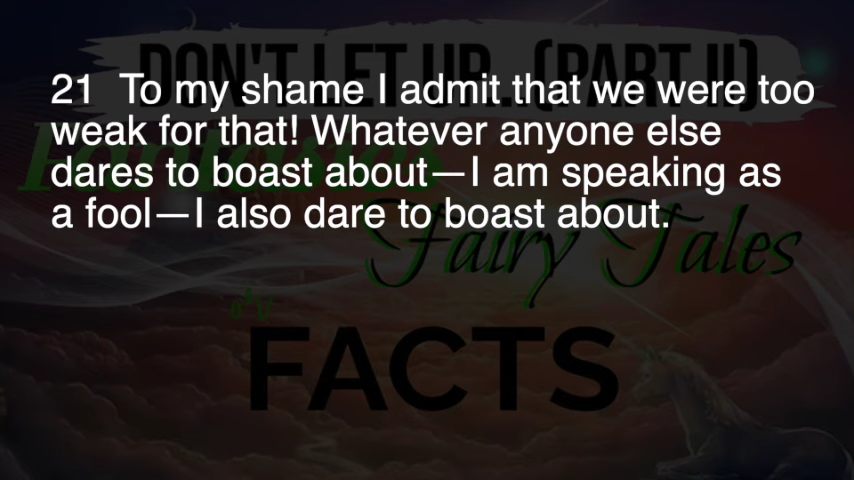 DON'T LET UP...(PART II)
21 To my shame I admit that we were too
weak for that! Whatever anyone else
dares to boast about—I am speaking as
a fool—I also dare to boast about.
Fairy Tales
FACTS